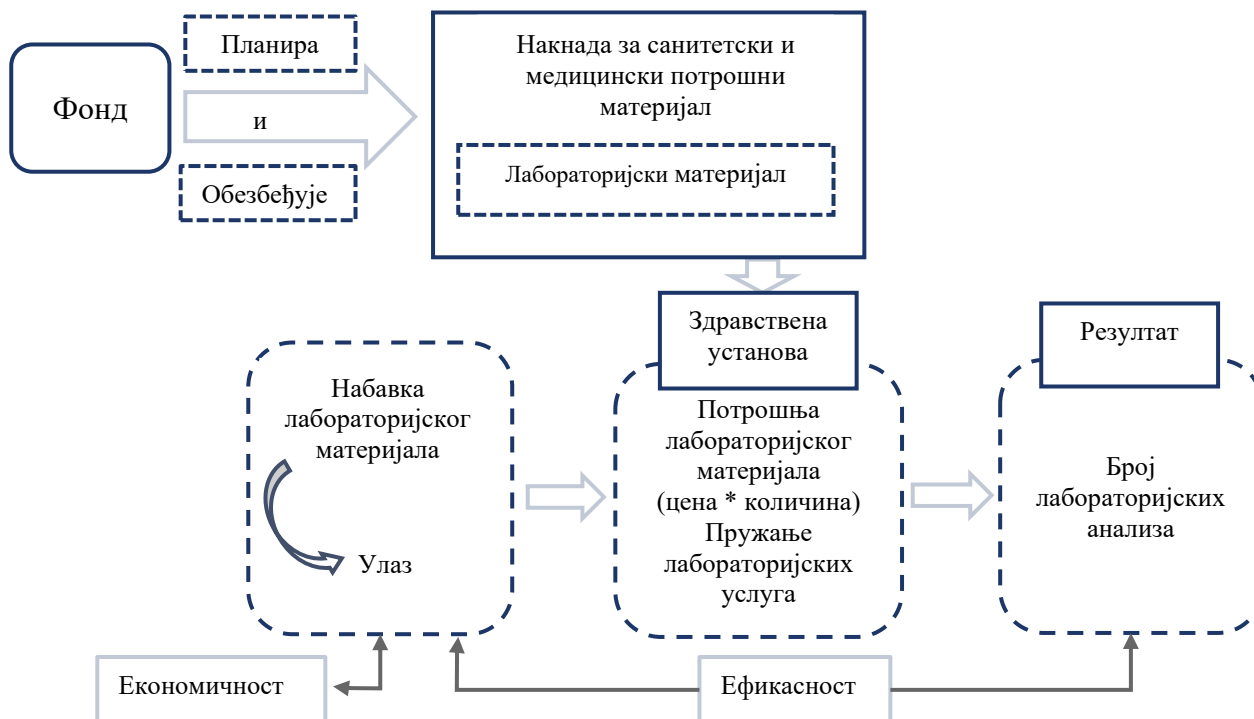 Фонд
Планира
и
Обезбеђује
Накнада за санитетски и
медицински потрошни
материјал
Лабораторијски материјал
Здравствена
установа
Резултат
Набавка
лабораторијског
материјала
Улаз
Потрошња
лабораторијског
материјала
(цена * количина)
Пружање
лабораторијских
услуга
Број
лабораторијских
анализа
Економичност
Ефикасност